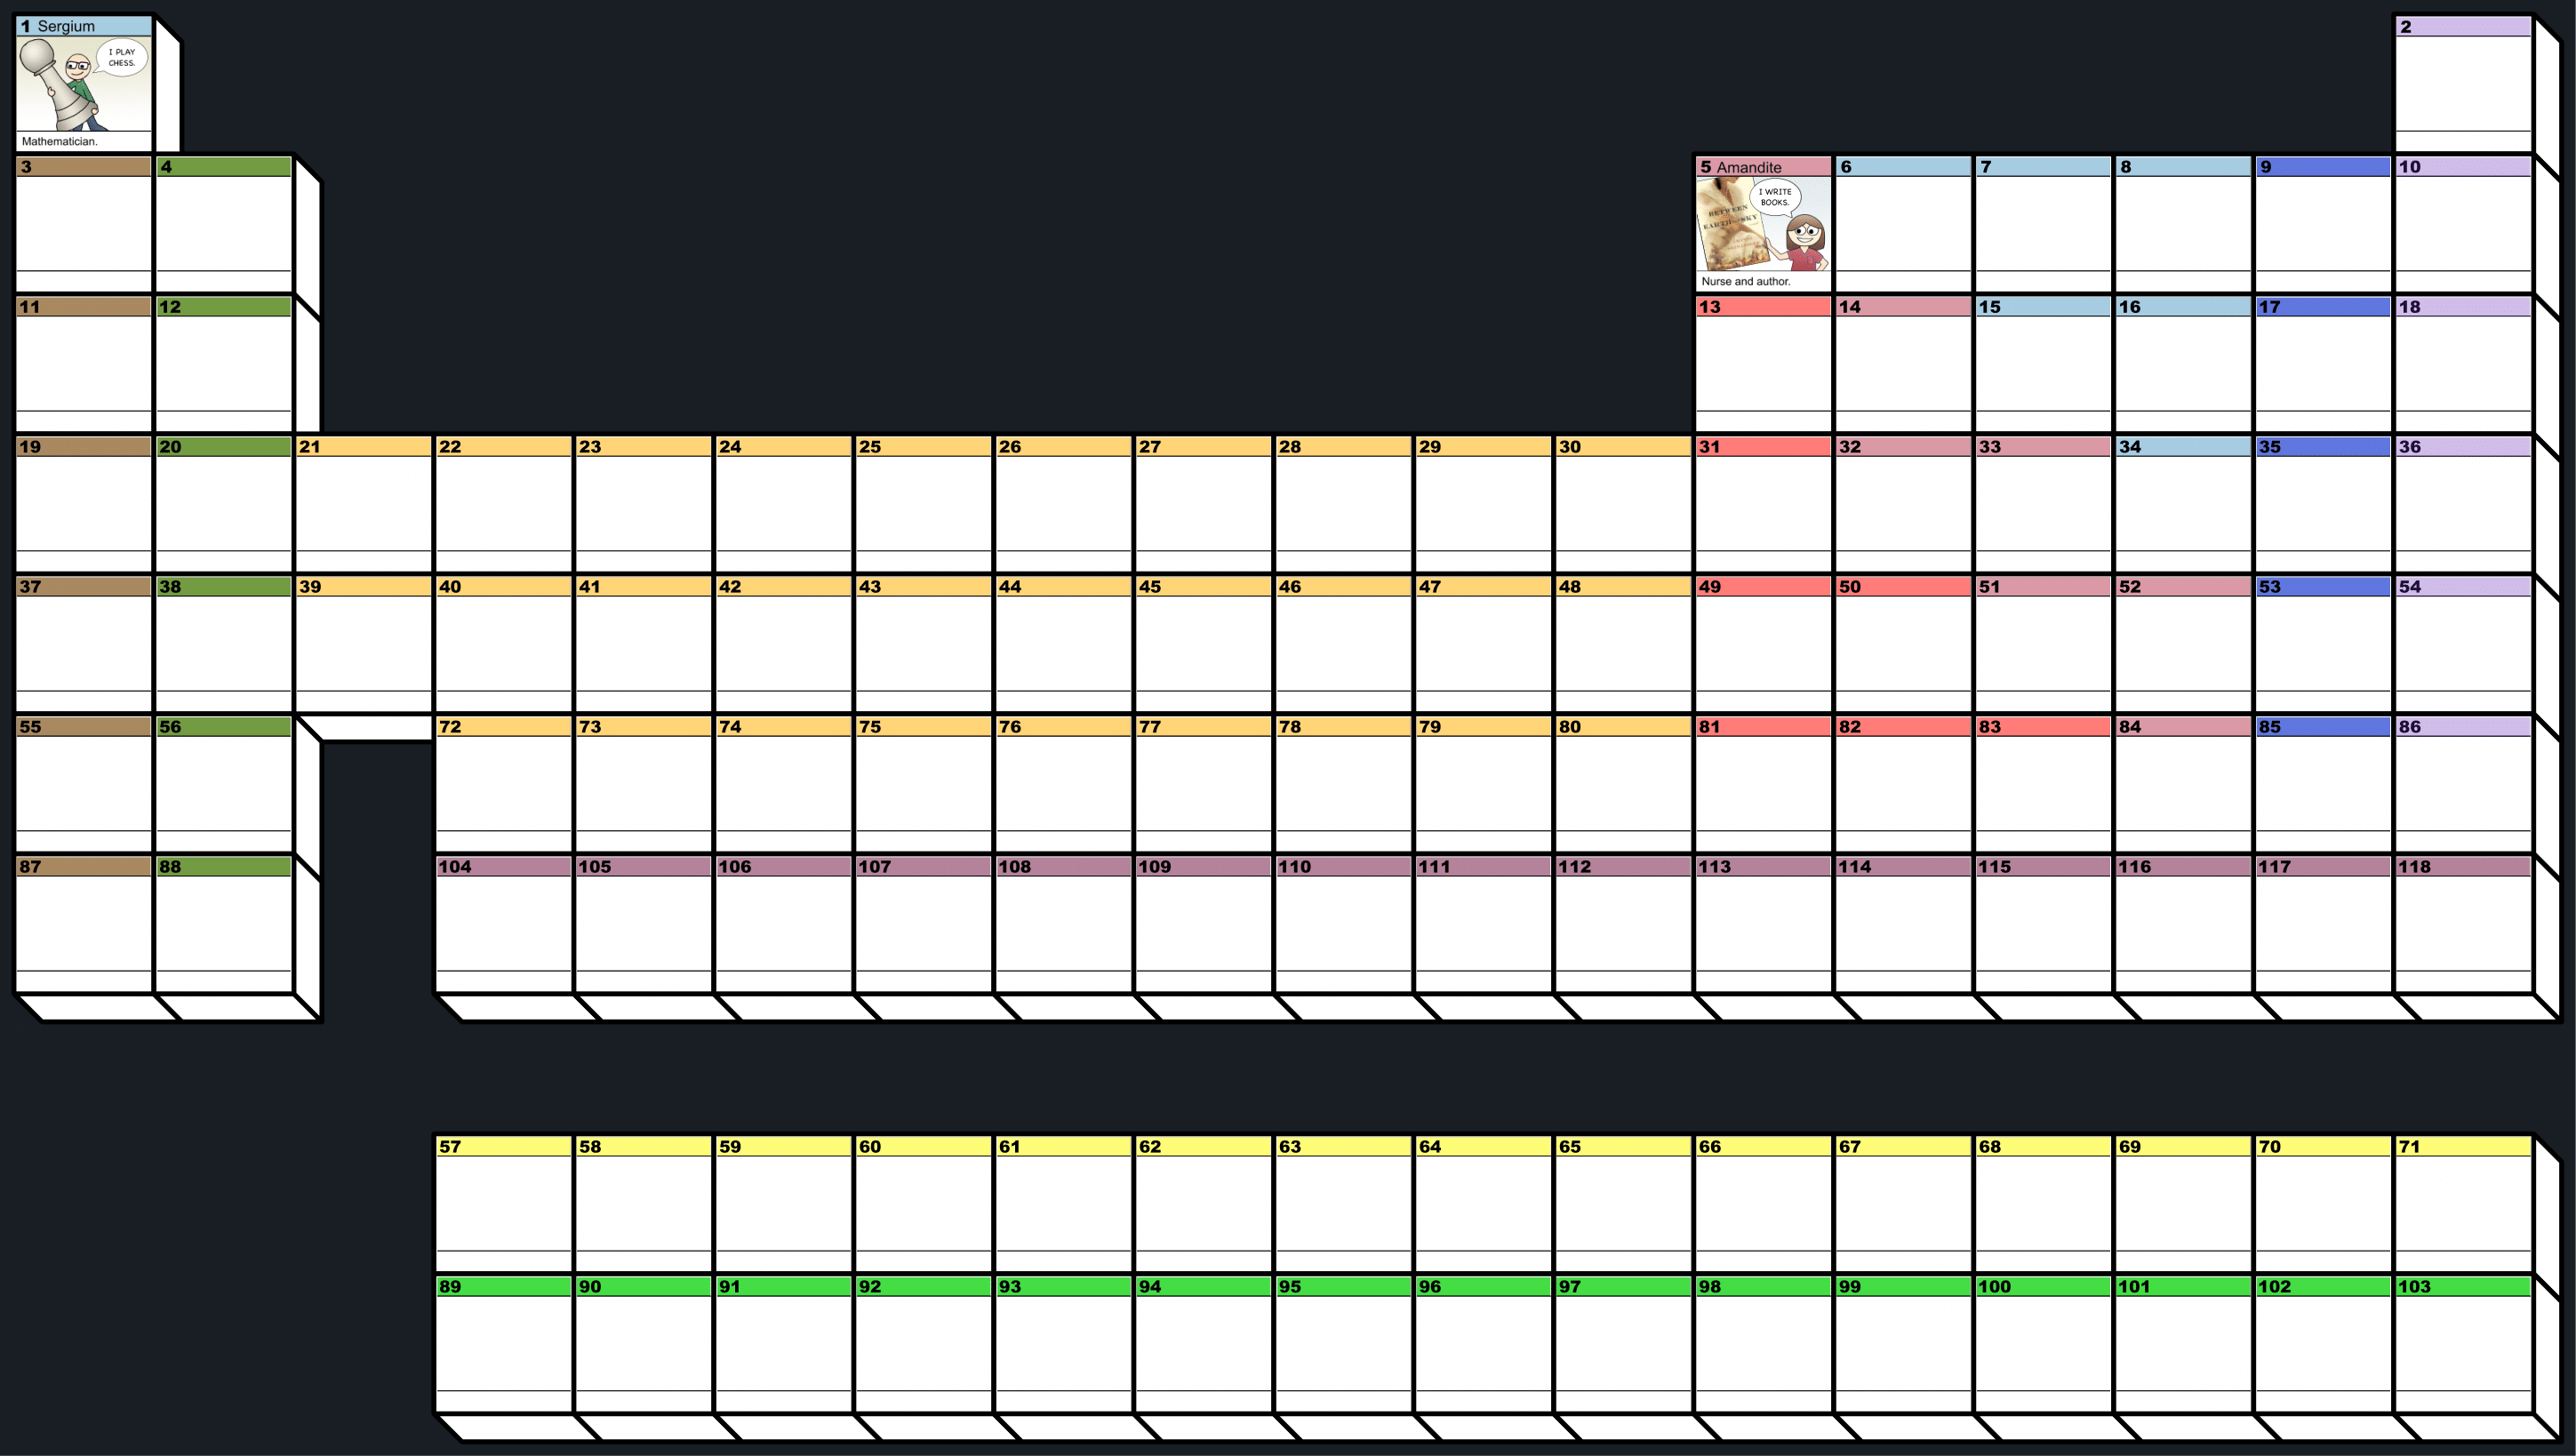 1 Sergium
I PLAY
CHESS.
Mathematician.
2
3 4
5 Amandite
I WRITE
BOOKS.
BETWEEN
EARTH AND SKY
Nurse and author.
6 7 8 9 10
11 12 13 14 15 16 17 18
19 20 21 22 23 24 25 26 27 28 29 30 31 32 33 34 35 36
37 38 39 40 41 42 43 44 45 46 47 48 49 50 51 52 53 54
55 56 72 73 74 75 76 77 78 79 80 81 82 83 84 85 86
87 88 104 105 106 107 108 109 110 111 112 113 114 115 116 117 118
57 58 59 60 61 62 63 64 65 66 67 68 69 70 71
89 90 91 92 93 94 95 96 97 98 99 100 101 102 103